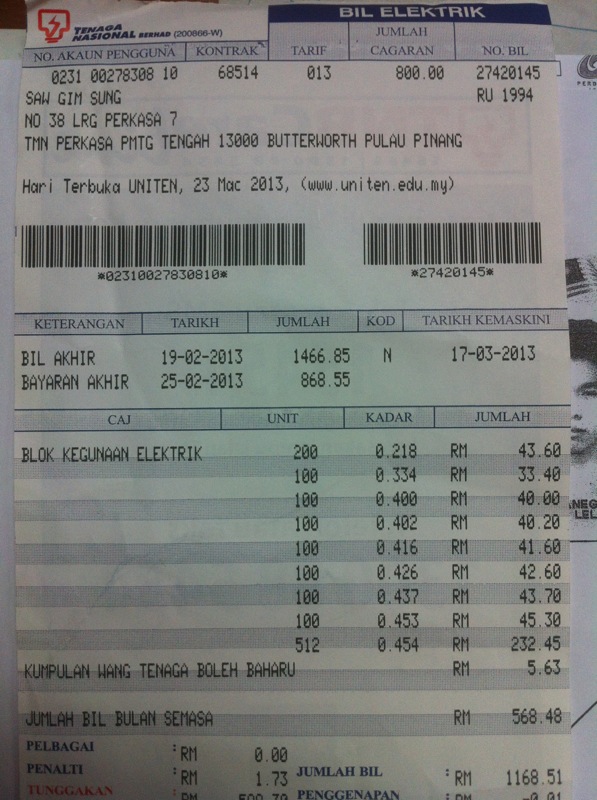 TENAGA NASIONAL BERHAD (200866-W)
BIL ELEKTRIK
NO. AKAUN PENGGUNA KONTRAK TARIF JUMLAH CAGARAN NO. BIL
0231 00278308 10 68514 013 800.00 27420145
SAW GIM SUNG RU 1994
NO 38 LRG PERKASA 7
TMN PERKASA PMTG TENGAH 13000 BUTTERWORTH PULAU PINANG
Hari Terbuka UNITEN, 23 Mac 2013, (www.uniten.edu.my)
*02310027830810* *27420145*
KETERANGAN TARIKH JUMLAH KOD TARIKH KEMASKINI
BIL AKHIR 19-02-2013 1466.85 N 17-03-2013
BAYARAN AKHIR 25-02-2013 868.55
CAJ UNIT KADAR JUMLAH
BLOK KEGUNAAN ELEKTRIK 200 0.218 RM 43.60
100 0.334 RM 33.40
100 0.400 RM 40.00
100 0.402 RM 40.20
100 0.416 RM 41.60
100 0.426 RM 42.60
100 0.437 RM 43.70
100 0.453 RM 45.30
512 0.454 RM 232.45
KUMPULAN WANG TENAGA BOLEH BAHARU RM 5.63
JUMLAH BIL BULAN SEMASA RM 568.48
PELBAGAI : RM 0.00
PENALTI : RM 1.73 JUMLAH BIL : RM 1168.51
TUNGGAKAN RM PENGGENAPAN RM -0.01